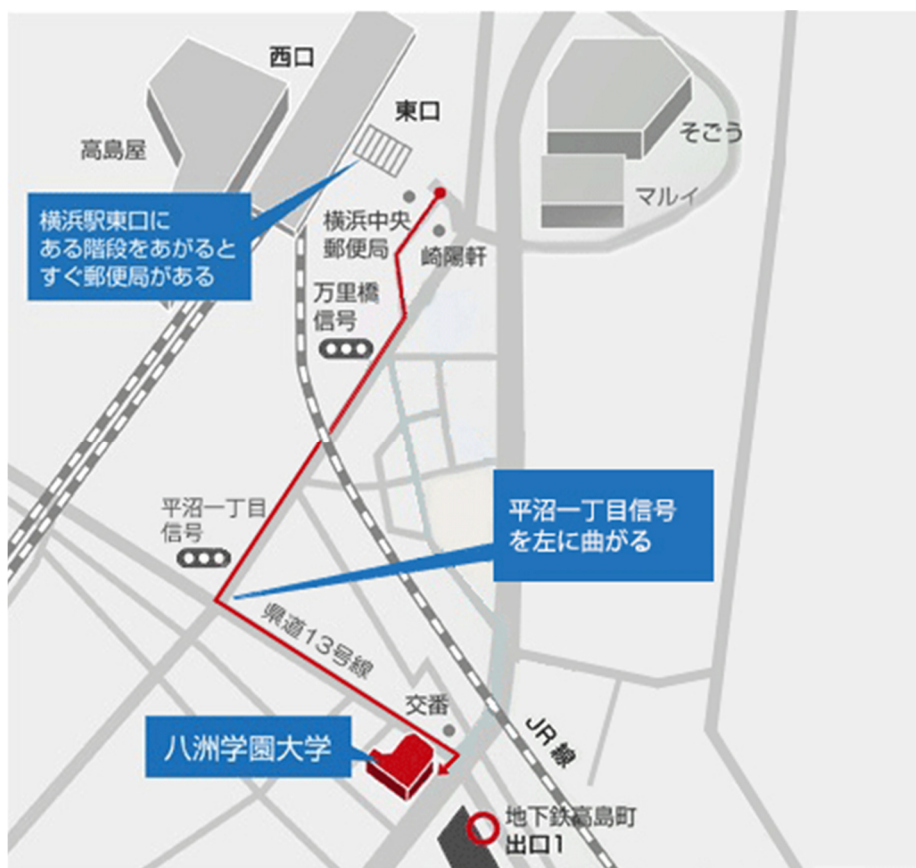 西口
東口
高島屋
そごう
マルイ
横浜駅東口に
ある階段をあがると
すぐ郵便局がある
横浜中央
郵便局
崎陽軒
万里橋
信号
平沼一丁目
信号
平沼一丁目信号
を左に曲がる
県道13号線
交番
八洲学園大学
JR線
地下鉄高島町
出口1